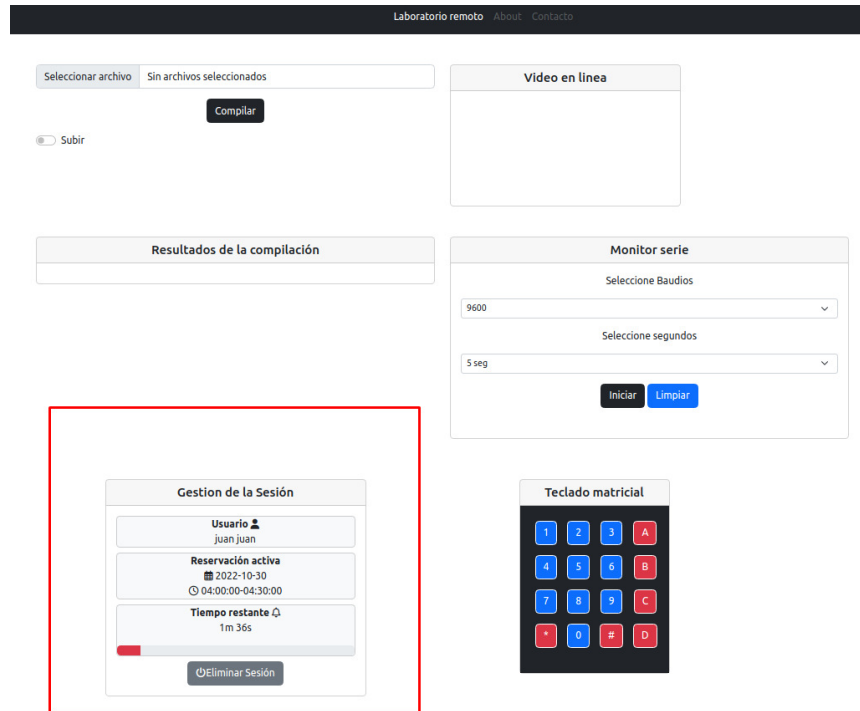 Laboratorio remoto About Contacto
Seleccionar archivo Sin archivos seleccionados
Compilar
Subir
Video en linea
Resultados de la compilación
Monitor serie
Seleccione Baudios
9600
Seleccione segundos
5 seg
Iniciar Limpiar
Gestion de la Sesión
Usuario
juan juan
Reservación activa
2022-10-30
04:00:00-04:30:00
Tiempo restante
1m 36s
Eliminar Sesión
Teclado matricial
1 2 3 A
4 5 6 B
7 8 9 C
* 0 # D